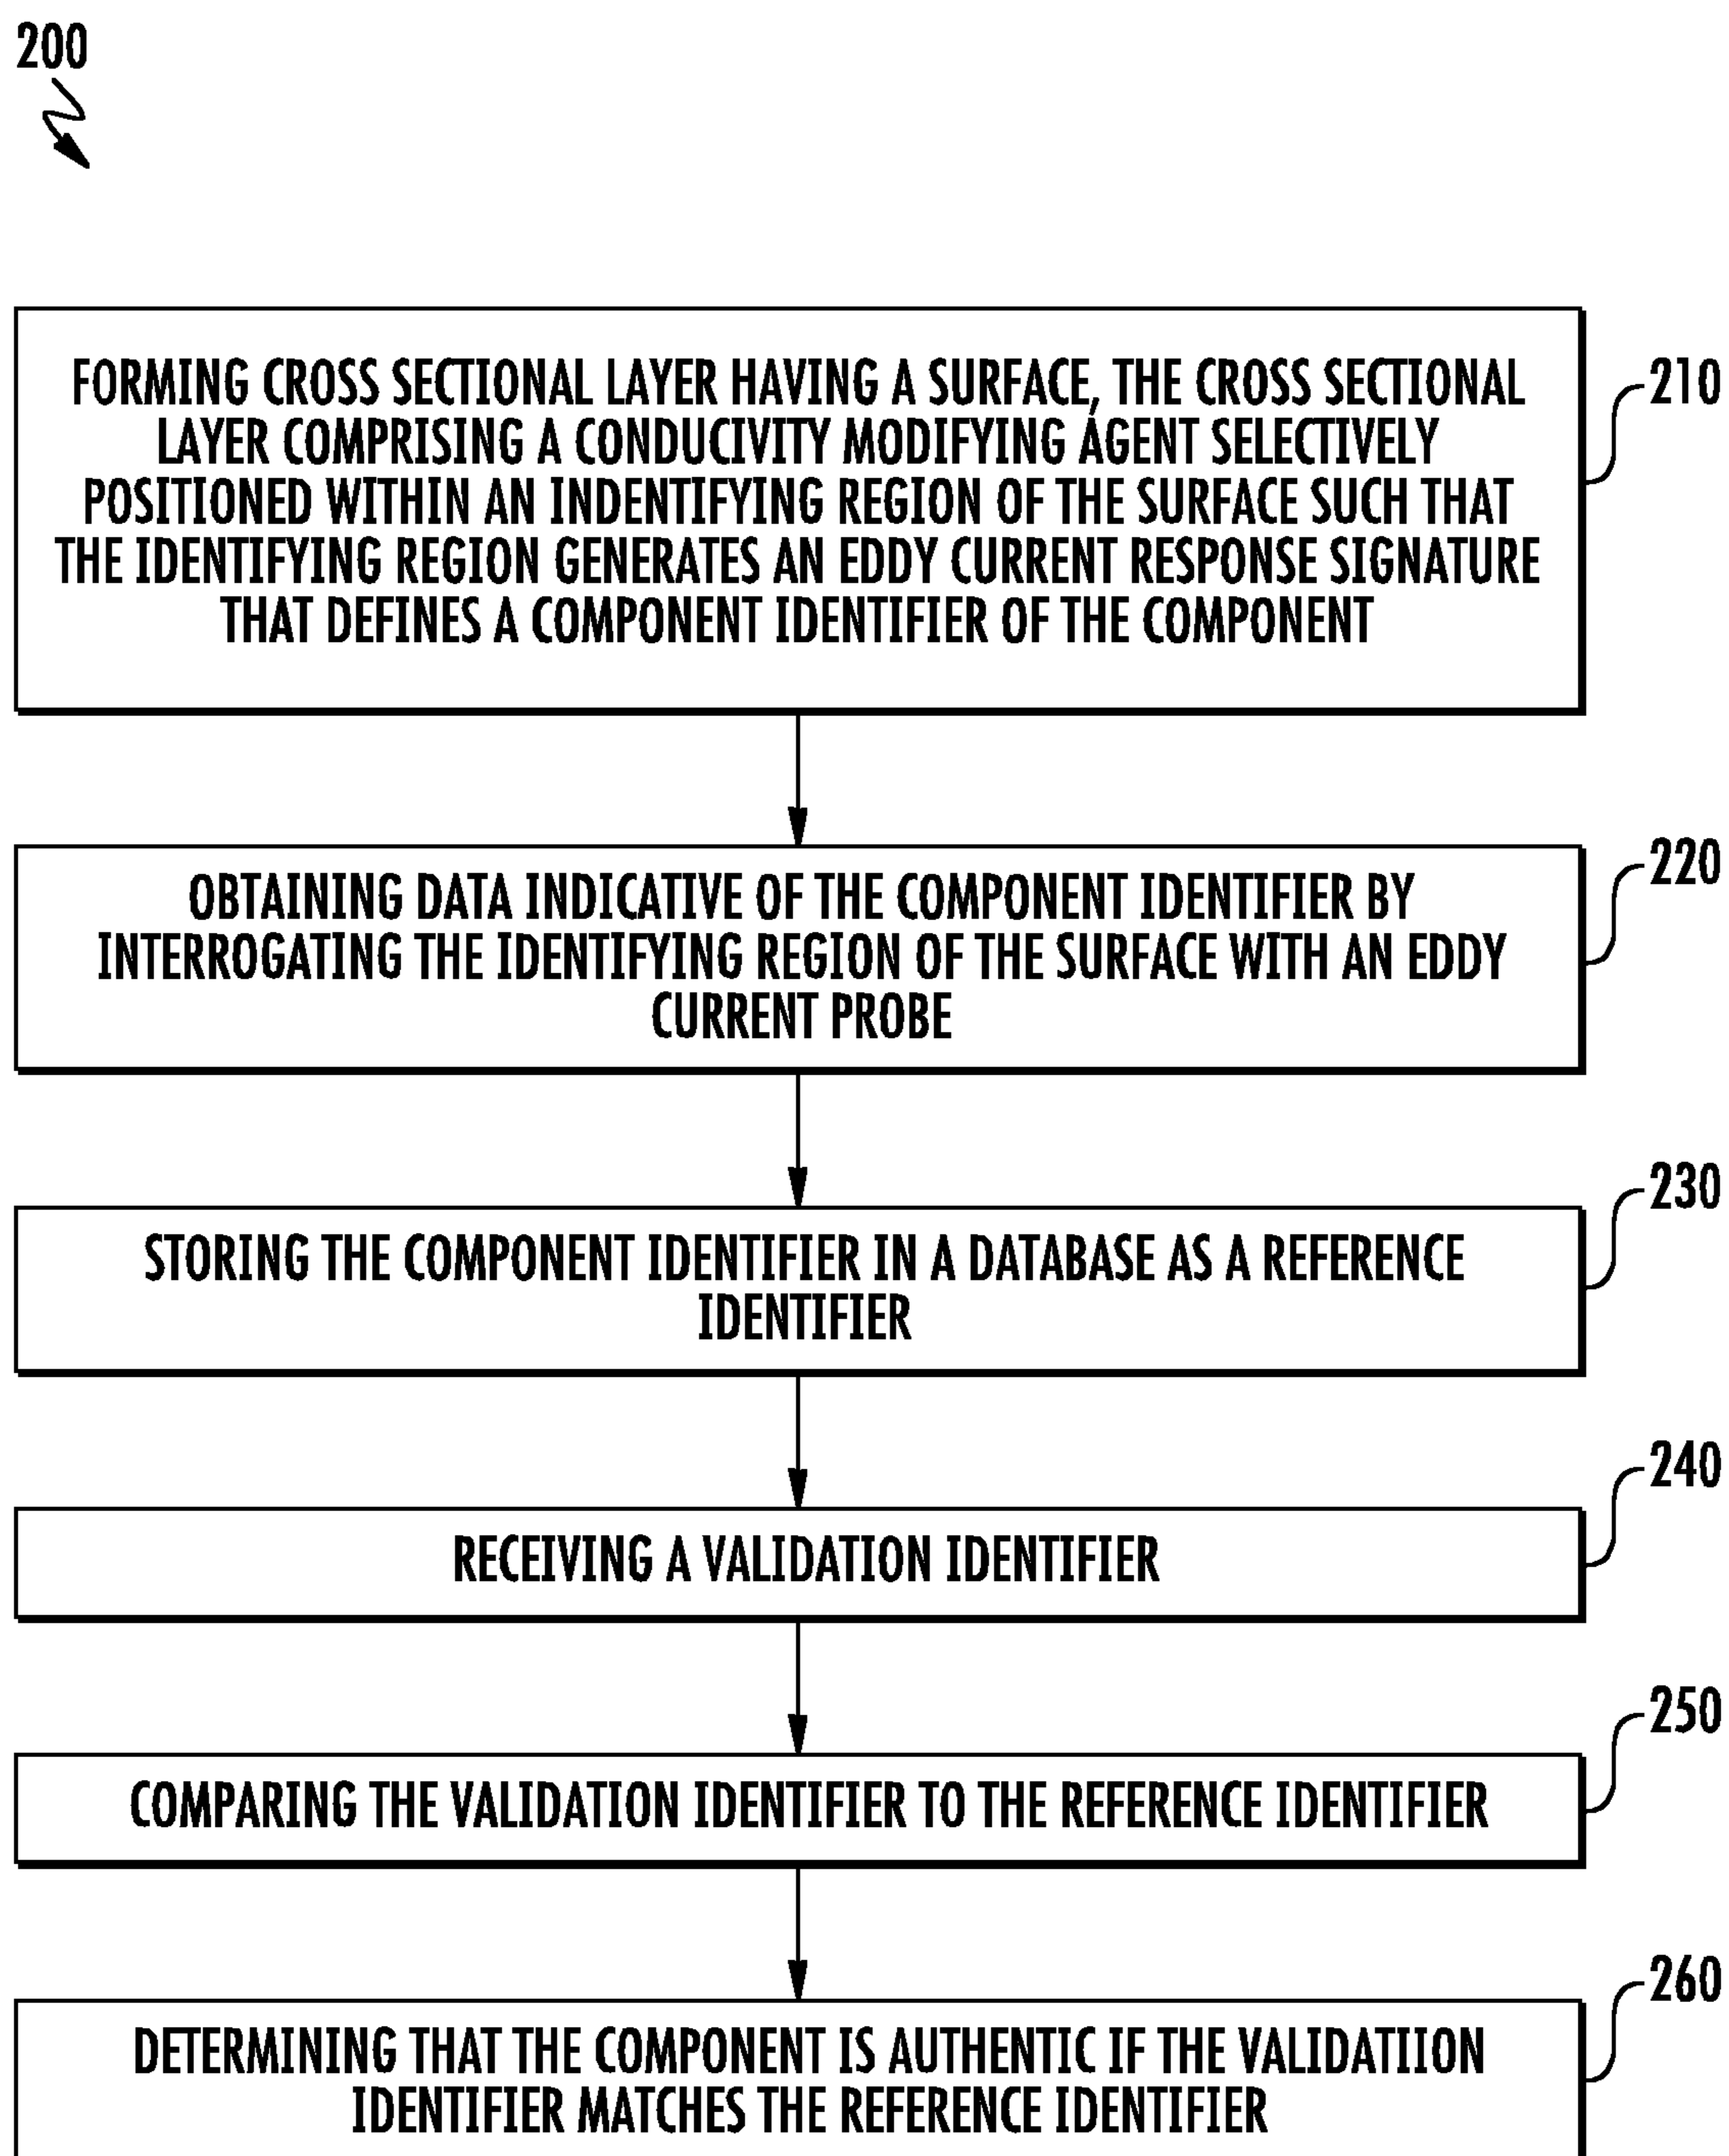 200
FORMING CROSS SECTIONAL LAYER HAVING A SURFACE, THE CROSS SECTIONAL
LAYER COMPRISING A CONDUCIVITY MODIFYING AGENT SELECTIVELY
POSITIONED WITHIN AN INDENTIFYING REGION OF THE SURFACE SUCH THAT
THE IDENTIFYING REGION GENERATES AN EDDY CURRENT RESPONSE SIGNATURE
THAT DEFINES A COMPONENT IDENTIFIER OF THE COMPONENT
210
OBTAINING DATA INDICATIVE OF THE COMPONENT IDENTIFIER BY
INTERROGATING THE IDENTIFYING REGION OF THE SURFACE WITH AN EDDY
CURRENT PROBE
220
STORING THE COMPONENT IDENTIFIER IN A DATABASE AS A REFERENCE
IDENTIFIER
230
RECEIVING A VALIDATION IDENTIFIER
240
COMPARING THE VALIDATION IDENTIFIER TO THE REFERENCE IDENTIFIER
250
DETERMINING THAT THE COMPONENT IS AUTHENTIC IF THE VALIDATIION
IDENTIFIER MATCHES THE REFERENCE IDENTIFIER
260